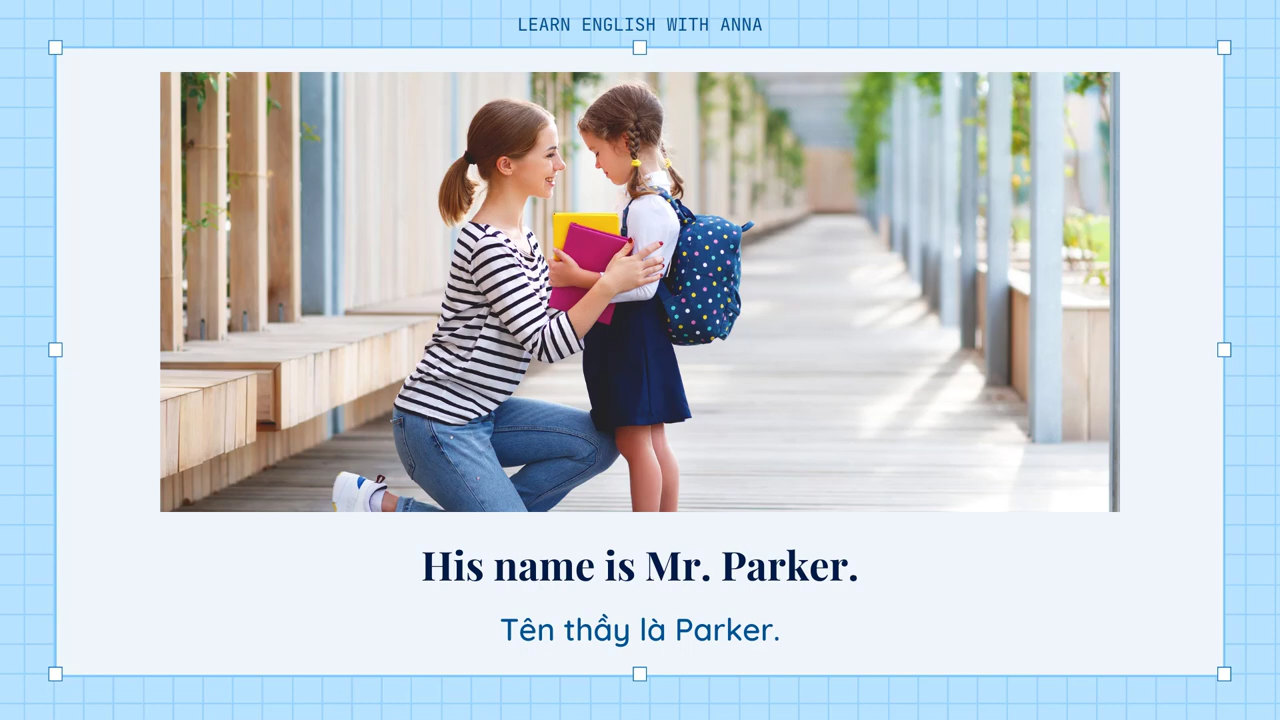 LEARN ENGLISH WITH ANNA
His name is Mr. Parker.
Tên thầy là Parker.